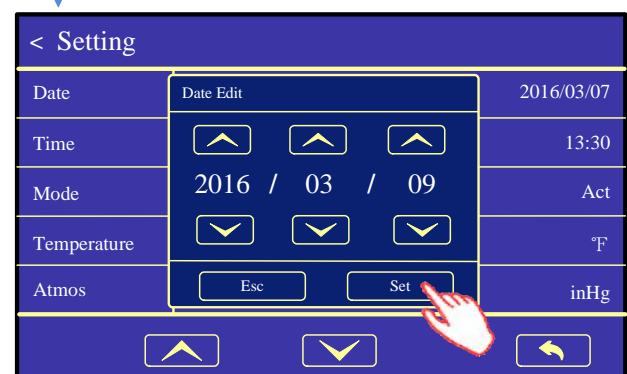 < Setting
Date 2016/03/07
Date Edit
Time 13:30
2016 / 03 / 09
Mode Act
Temperature ℉
Esc Set
Atmos inHg